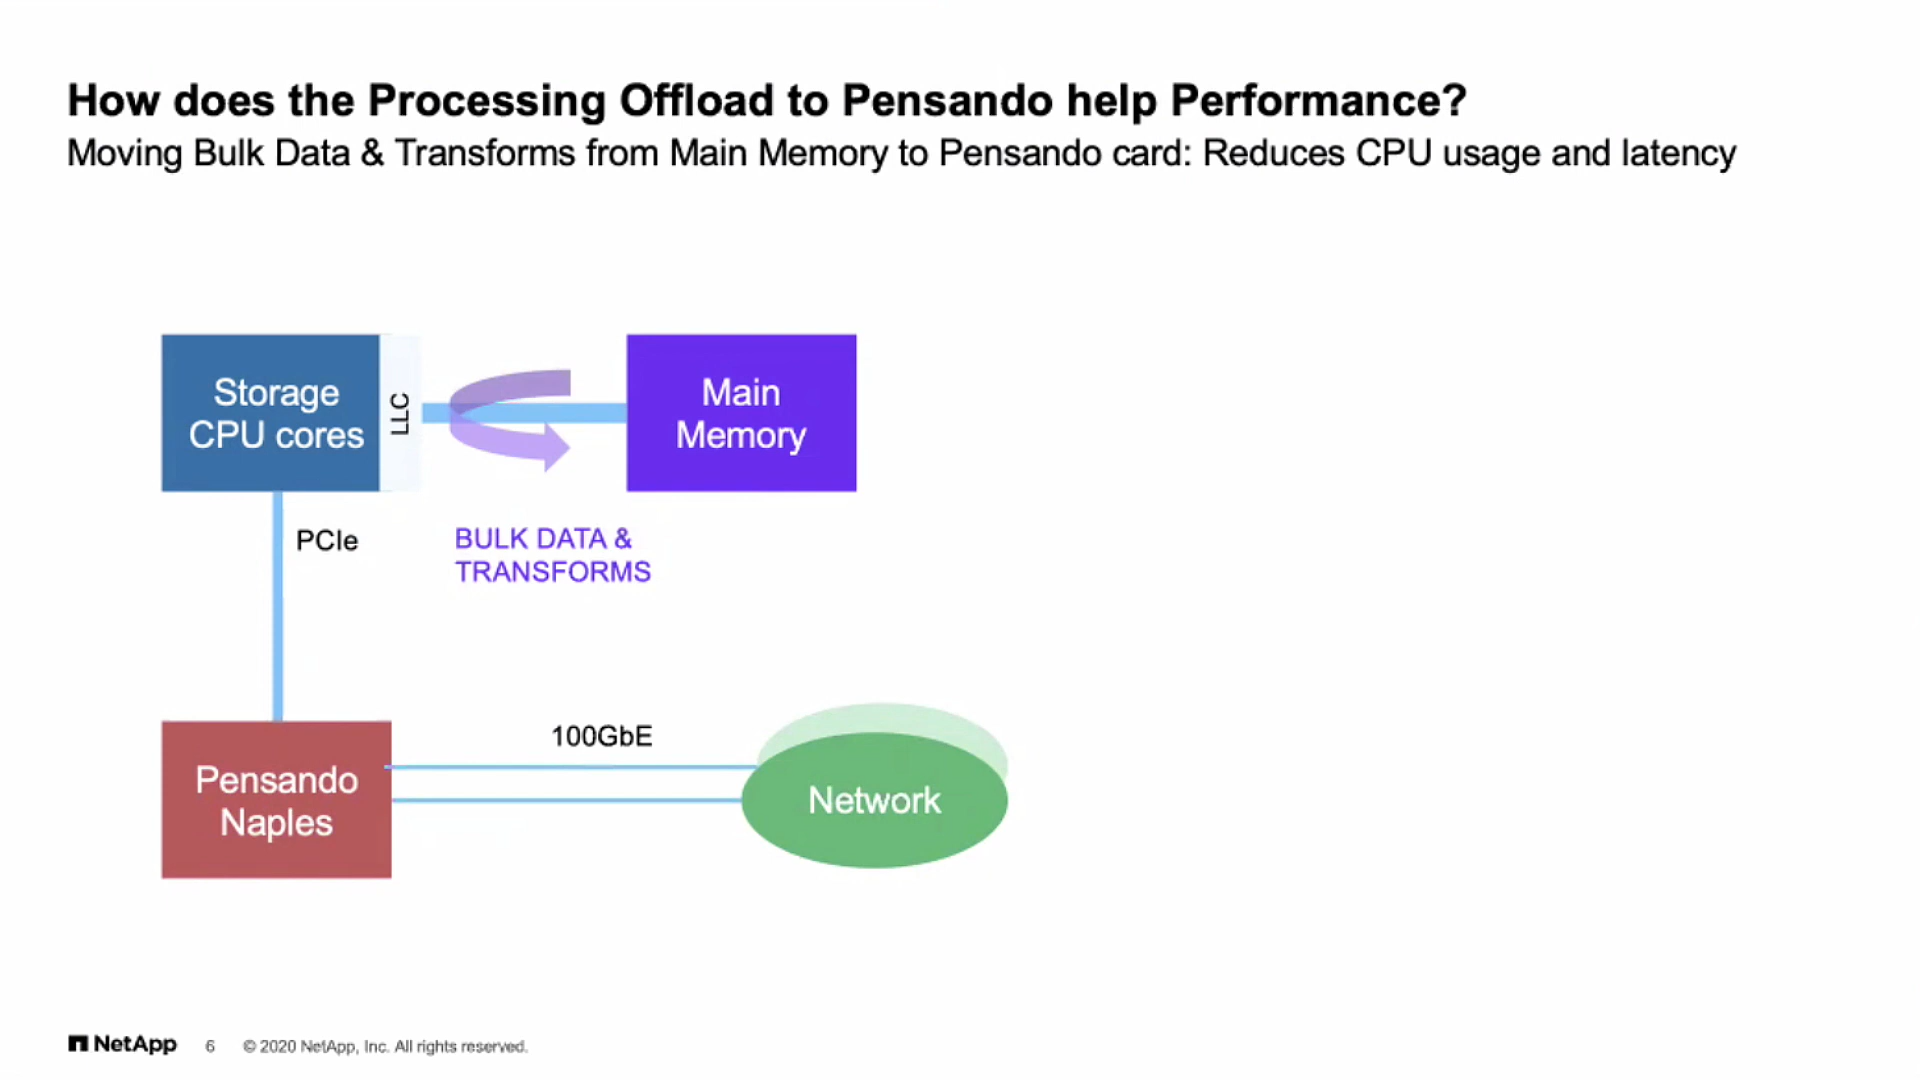 How does the Processing Offload to Pensando help Performance?
Moving Bulk Data & Transforms from Main Memory to Pensando card: Reduces CPU usage and latency
Storage
CPU cores
LLC
Main
Memory
PCIe
BULK DATA &
TRANSFORMS
100GbE
Pensando
Naples
Network
NetApp 6 © 2020 NetApp, Inc. All rights reserved.